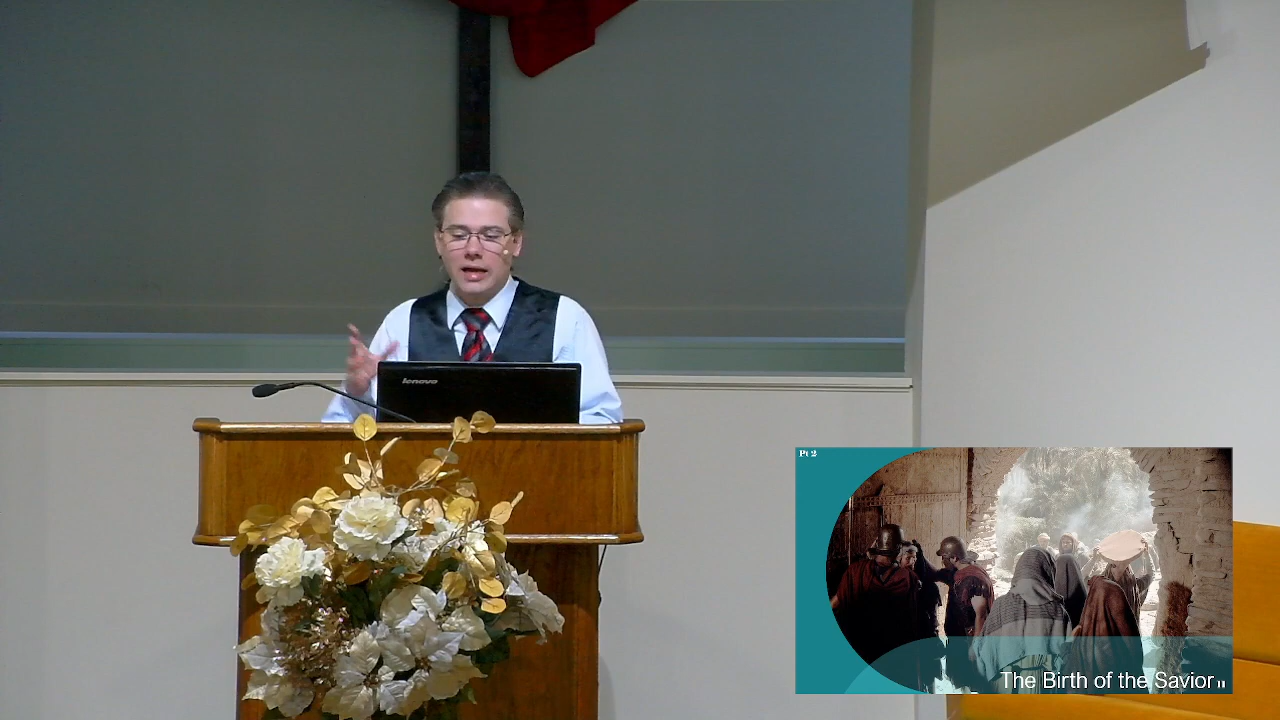 lenovo
Pt 2
The Birth of the Savior